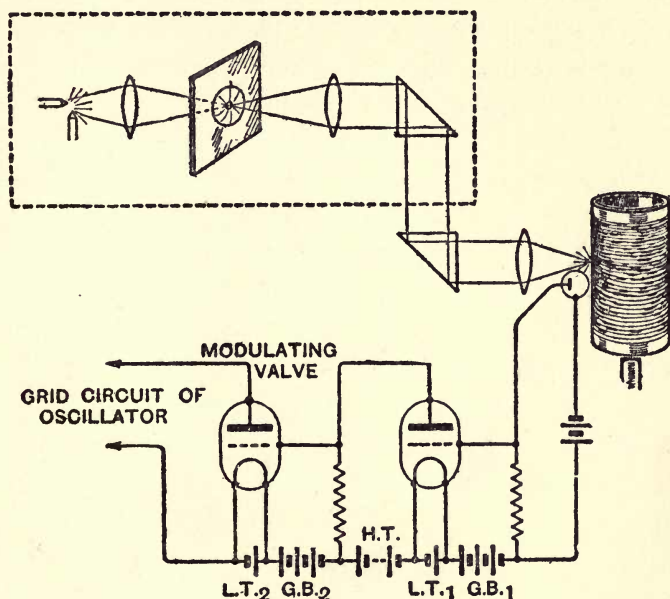 MODULATING
VALVE
GRID CIRCUIT OF
OSCILLATOR
H.T.
L.T.2 G.B.2
L.T.1 G.B.1